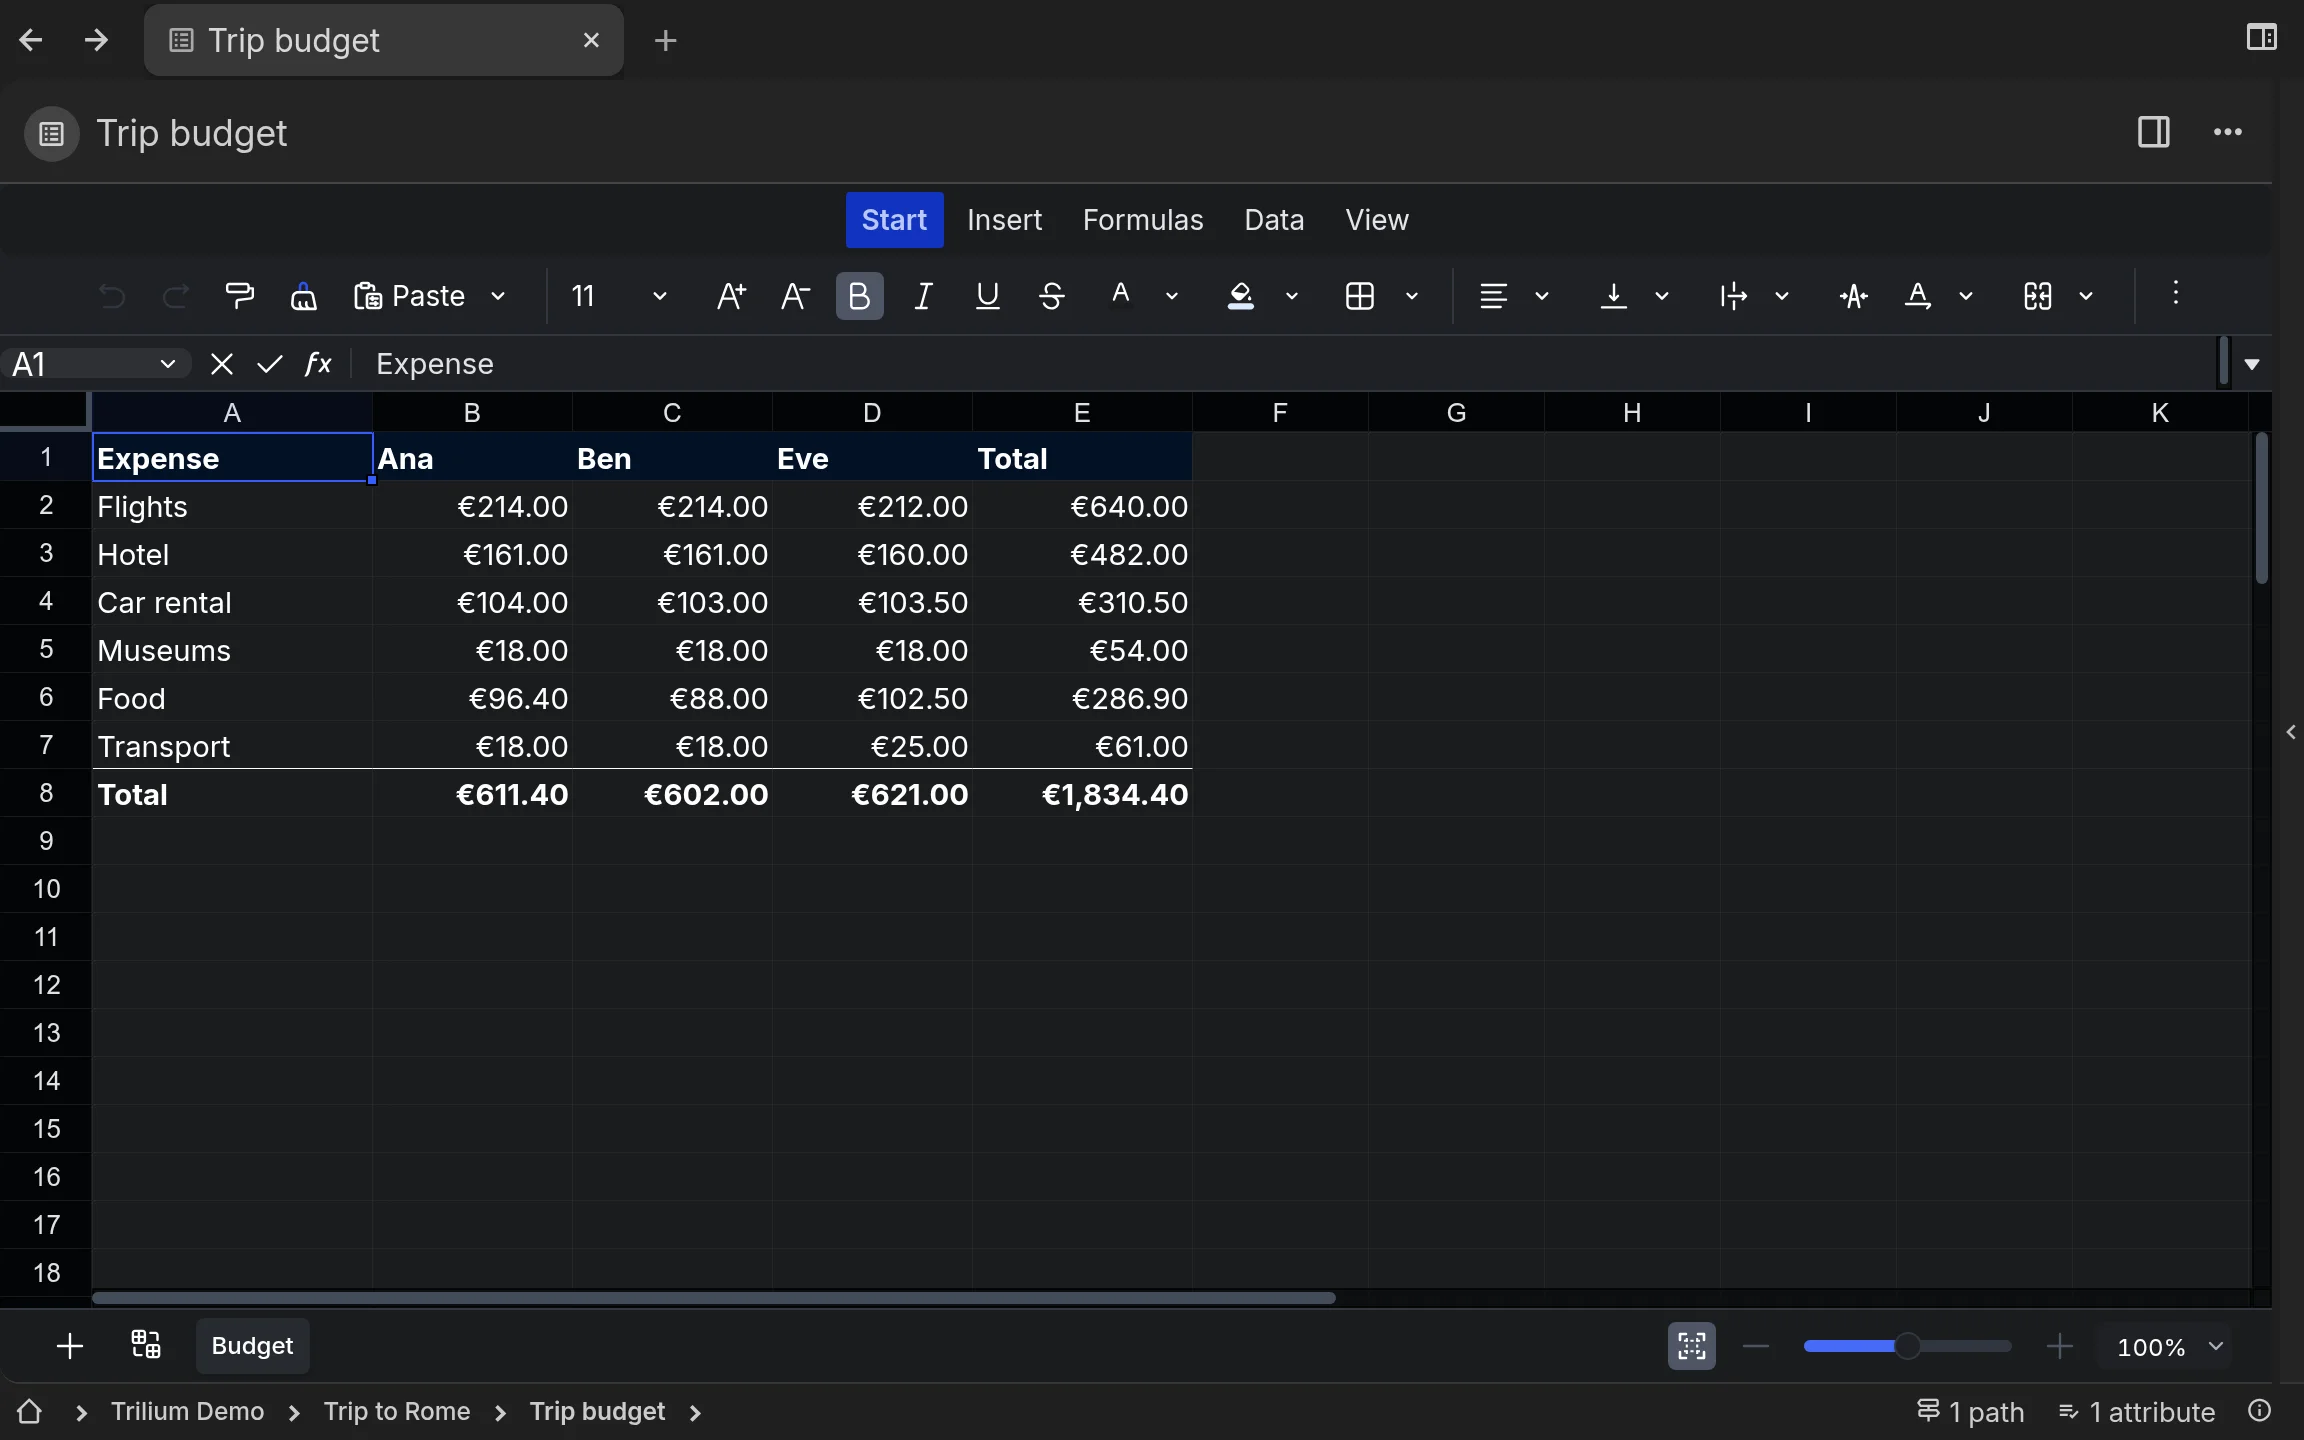 Trip budget
Trip budget
Start Insert Formulas Data View
Paste 11
A1 fx Expense
A B C D E F G H I J K
1 Expense Ana Ben Eve Total
2 Flights €214.00 €214.00 €212.00 €640.00
3 Hotel €161.00 €161.00 €160.00 €482.00
4 Car rental €104.00 €103.00 €103.50 €310.50
5 Museums €18.00 €18.00 €18.00 €54.00
6 Food €96.40 €88.00 €102.50 €286.90
7 Transport €18.00 €18.00 €25.00 €61.00
8 Total €611.40 €602.00 €621.00 €1,834.40
9
10
11
12
13
14
15
16
17
18
Budget 100%
Trilium Demo Trip to Rome Trip budget 1 path 1 attribute